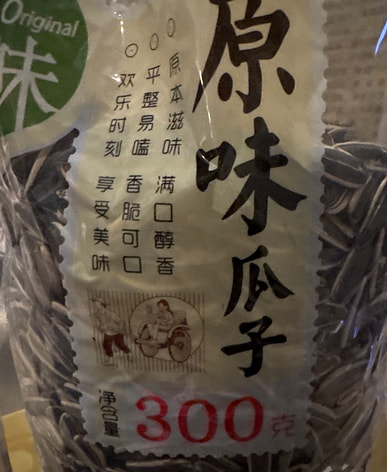 Original
味
原味瓜子
原本滋味 满口醇香
平整易嗑 香脆可口
欢乐时刻 享受美味
净含量 300克